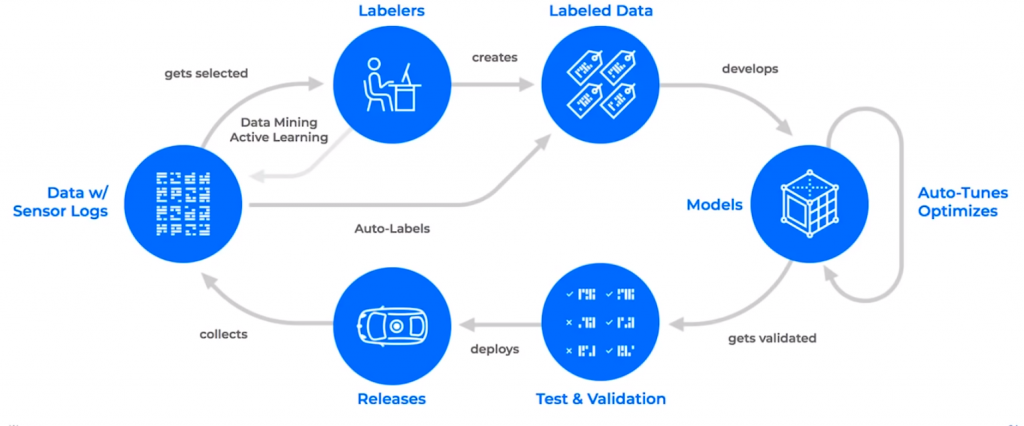 Labelers
Labeled Data
creates
gets selected
develops
Data Mining
Active Learning
Data w/
Sensor Logs
Models
Auto-Tunes
Optimizes
Auto-Labels
collects
deploys
gets validated
Releases
Test & Validation